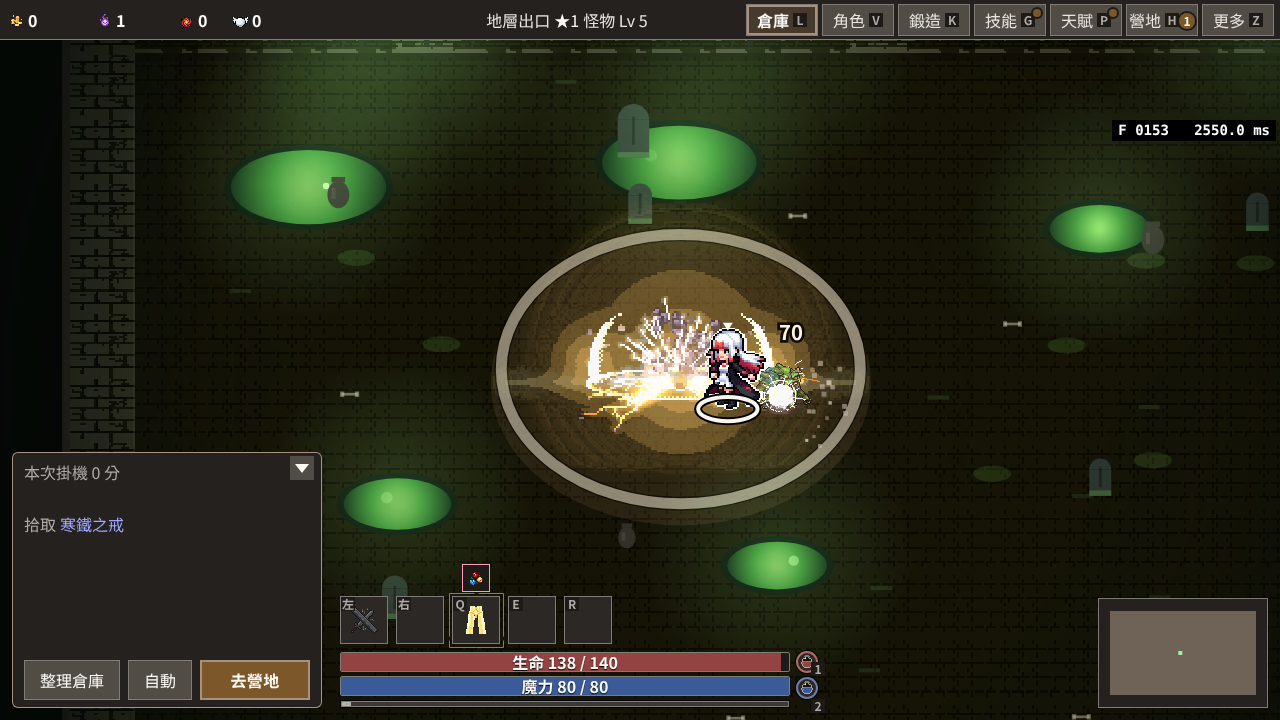 0
1
0
0
地層出口 ★1 怪物 Lv 5
倉庫 L
角色 V
鍛造 K
技能 G
天賦 P
營地 H 1
更多 Z
F 0153 2550.0 ms
70
本次掛機 0 分
拾取 寒鐵之戒
整理倉庫
自動
去營地
左
右
Q
E
R
生命 138 / 140
1
魔力 80 / 80
2